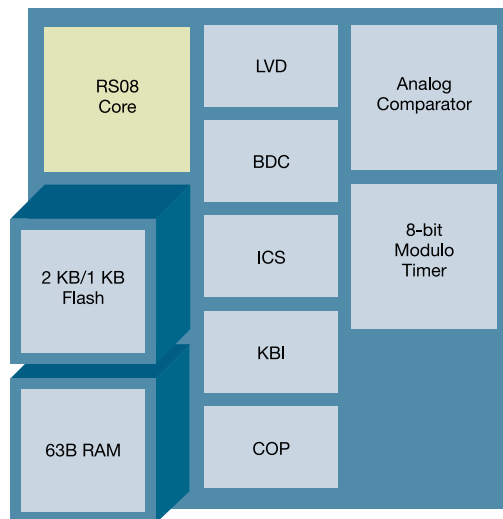 RS08
Core
2 KB/1 KB
Flash
63B RAM
LVD
BDC
ICS
KBI
COP
Analog
Comparator
8-bit
Modulo
Timer